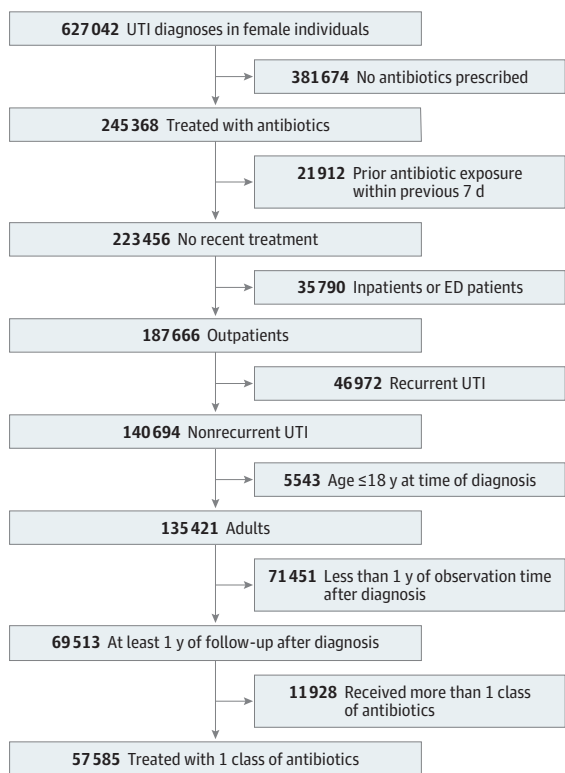 627042 UTI diagnoses in female individuals
381674 No antibiotics prescribed
245368 Treated with antibiotics
21912 Prior antibiotic exposure
within previous 7 d
223456 No recent treatment
35790 Inpatients or ED patients
187666 Outpatients
46972 Recurrent UTI
140694 Nonrecurrent UTI
5543 Age ≤18 y at time of diagnosis
135421 Adults
71451 Less than 1 y of observation time
after diagnosis
69513 At least 1 y of follow-up after diagnosis
11928 Received more than 1 class
of antibiotics
57585 Treated with 1 class of antibiotics